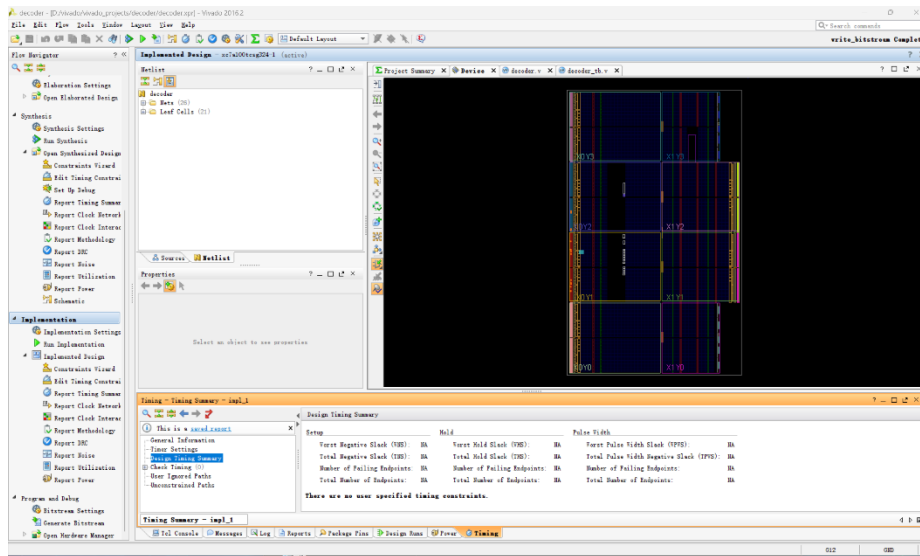 decoder - [D:/vivado/vivado_projects/decoder/decoder.xpr] - Vivado 2016.2
File Edit Flow Tools Window Layout View Help
Search commands
Default Layout
write_bitstream Complet
Flow Navigator
Elaboration Settings
Open Elaborated Design
Synthesis
Synthesis Settings
Run Synthesis
Open Synthesized Design
Constraints Wizard
Edit Timing Constrai
Set Up Debug
Report Timing Summar
Report Clock Network
Report Clock Interac
Report Methodology
Report DRC
Report Noise
Report Utilization
Report Power
Schematic
Implementation
Implementation Settings
Run Implementation
Implemented Design
Constraints Wizard
Edit Timing Constrai
Report Timing Summar
Report Clock Network
Report Clock Interac
Report Methodology
Report DRC
Report Noise
Report Utilization
Report Power
Program and Debug
Bitstream Settings
Generate Bitstream
Open Hardware Manager
Implemented Design - xc7a100tcsg324-1 (active)
Netlist
decoder
Nets (28)
Leaf Cells (21)
Sources Netlist
Properties
Select an object to see properties
Project Summary Device decoder.v decoder_tb.v
X0Y3 X1Y3
X0Y2 X1Y2
X0Y1 X1Y1
X0Y0 X1Y0
Timing - Timing Summary - impl_1
This is a saved report
General Information
Timer Settings
Design Timing Summary
Check Timing (0)
User Ignored Paths
Unconstrained Paths
Timing Summary - impl_1
Design Timing Summary
Setup Hold Pulse Width
Worst Negative Slack (WNS): NA Worst Hold Slack (WHS): NA Worst Pulse Width Slack (WPWS): NA
Total Negative Slack (TNS): NA Total Hold Slack (THS): NA Total Pulse Width Negative Slack (TPWS): NA
Number of Failing Endpoints: NA Number of Failing Endpoints: NA Number of Failing Endpoints: NA
Total Number of Endpoints: NA Total Number of Endpoints: NA Total Number of Endpoints: NA
There are no user specified timing constraints.
Tcl Console Messages Log Reports Package Pins Design Runs Power Timing